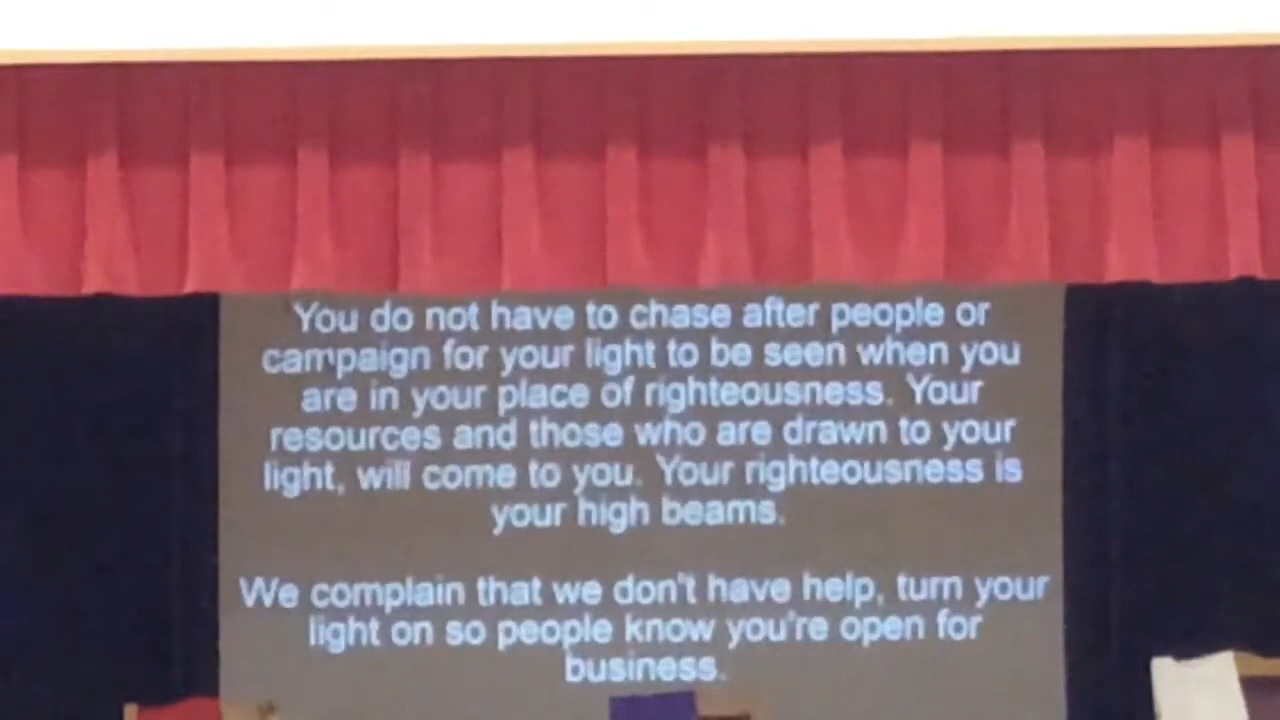 You do not have to chase after people or
campaign for your light to be seen when you
are in your place of righteousness. Your
resources and those who are drawn to your
light, will come to you. Your righteousness is
your high beams.
We complain that we don't have help, turn your
light on so people know you're open for
business.